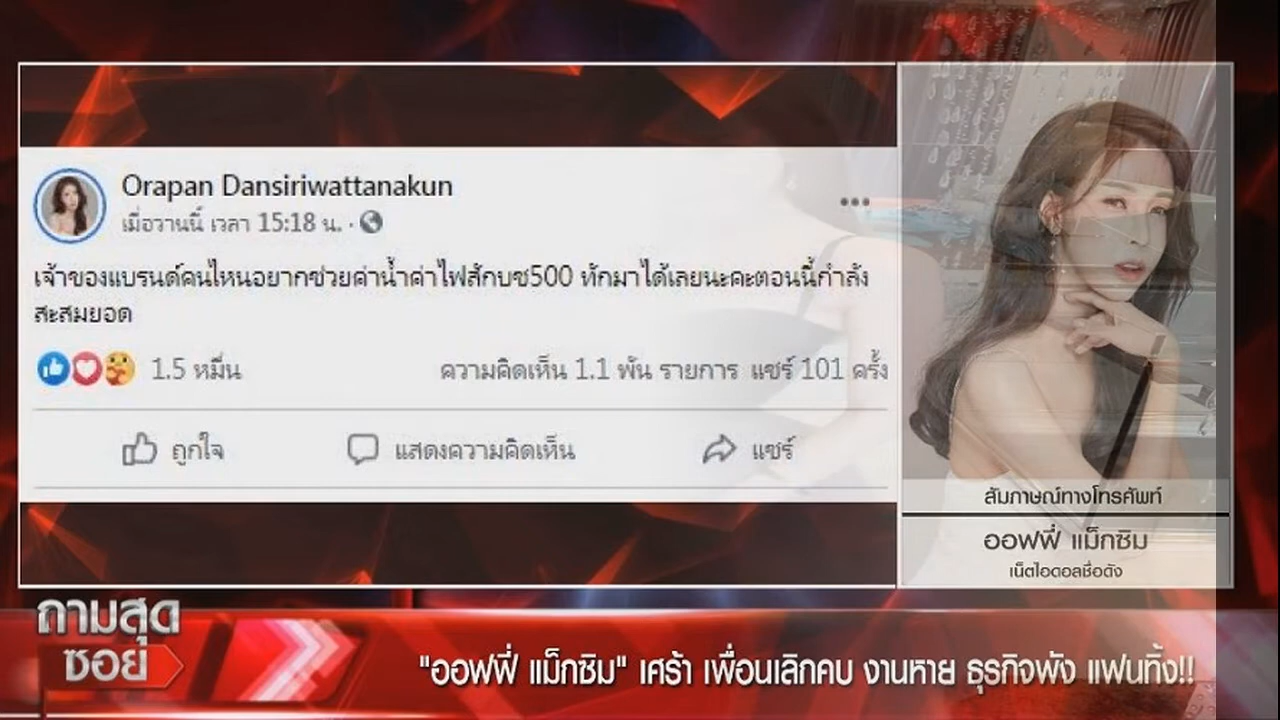 Orapan Dansiriwattanakun
เมื่อวานนี้ เวลา 15:18 น. ·
เจ้าของแบรนด์คนไหนอยากช่วยค่าน้ำค่าไฟสักบช500 ทักมาได้เลยนะคะตอนนี้กำลัง
สะสมยอด
1.5 หมื่น
ความคิดเห็น 1.1 พัน รายการ แชร์ 101 ครั้ง
ถูกใจ
แสดงความคิดเห็น
แชร์
สัมภาษณ์ทางโทรศัพท์
ออฟฟี่ แม็กซิม
เน็ตไอดอลชื่อดัง
ถามสุด
ซอย
"ออฟฟี่ แม็กซิม" เศร้า เพื่อนเลิกคบ งานหาย ธุรกิจพัง แฟนทิ้ง!!